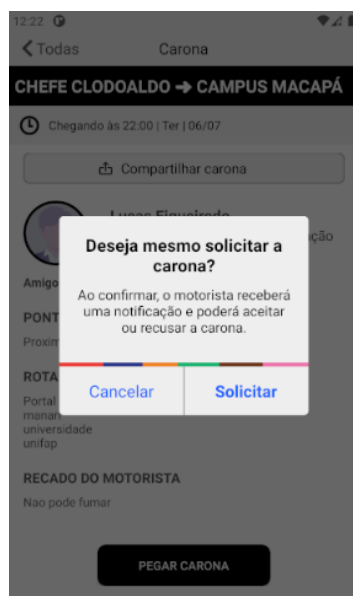 12:22
Todas
Carona
CHEFE CLODOALDO → CAMPUS MACAPÁ
Chegando às 22:00 | Ter | 06/07
Compartilhar carona
Lucas Figueiredo
Deseja mesmo solicitar a
carona?
Amigo
Ao confirmar, o motorista receberá
uma notificação e poderá aceitar
ou recusar a carona.
PONT
Proxim
ROTA
Cancelar
Solicitar
Portal
manan
universidade
unifap
RECADO DO MOTORISTA
Nao pode fumar
PEGAR CARONA